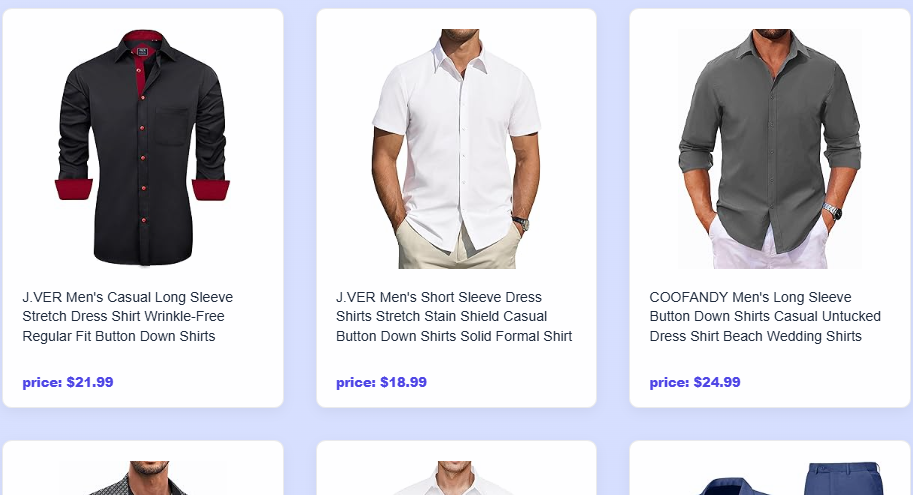 J.VER Men's Casual Long Sleeve
Stretch Dress Shirt Wrinkle-Free
Regular Fit Button Down Shirts
price: $21.99
J.VER Men's Short Sleeve Dress
Shirts Stretch Stain Shield Casual
Button Down Shirts Solid Formal Shirt
price: $18.99
COOFANDY Men's Long Sleeve
Button Down Shirts Casual Untucked
Dress Shirt Beach Wedding Shirts
price: $24.99